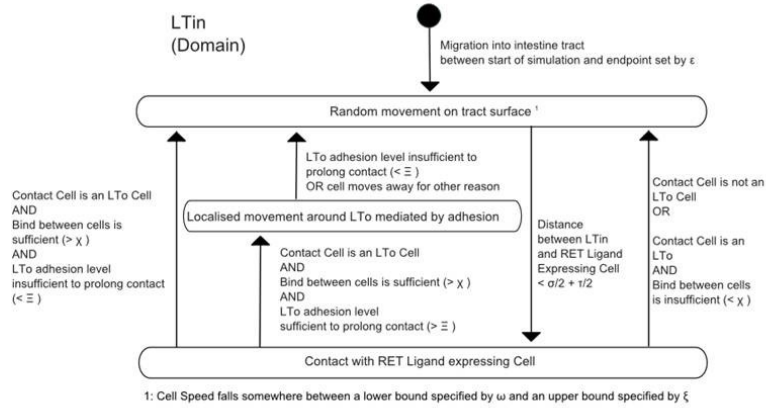 LTin
(Domain)
Migration into intestine tract
between start of simulation and endpoint set by ε
Random movement on tract surface ¹
LTo adhesion level insufficient to
prolong contact (< Ξ )
OR cell moves away for other reason
Contact Cell is an LTo Cell
AND
Bind between cells is
sufficient (> χ )
AND
LTo adhesion level
insufficient to prolong contact
(< Ξ )
Localised movement around LTo mediated by adhesion
Contact Cell is an LTo Cell
AND
Bind between cells is sufficient (> χ )
AND
LTo adhesion level
sufficient to prolong contact (> Ξ )
Distance
between LTin
and RET Ligand
Expressing Cell
< σ/2 + τ/2
Contact Cell is not an
LTo Cell
OR
Contact Cell is an
LTo
AND
Bind between cells
is insufficient (< χ )
Contact with RET Ligand expressing Cell
1: Cell Speed falls somewhere between a lower bound specified by ω and an upper bound specified by ξ